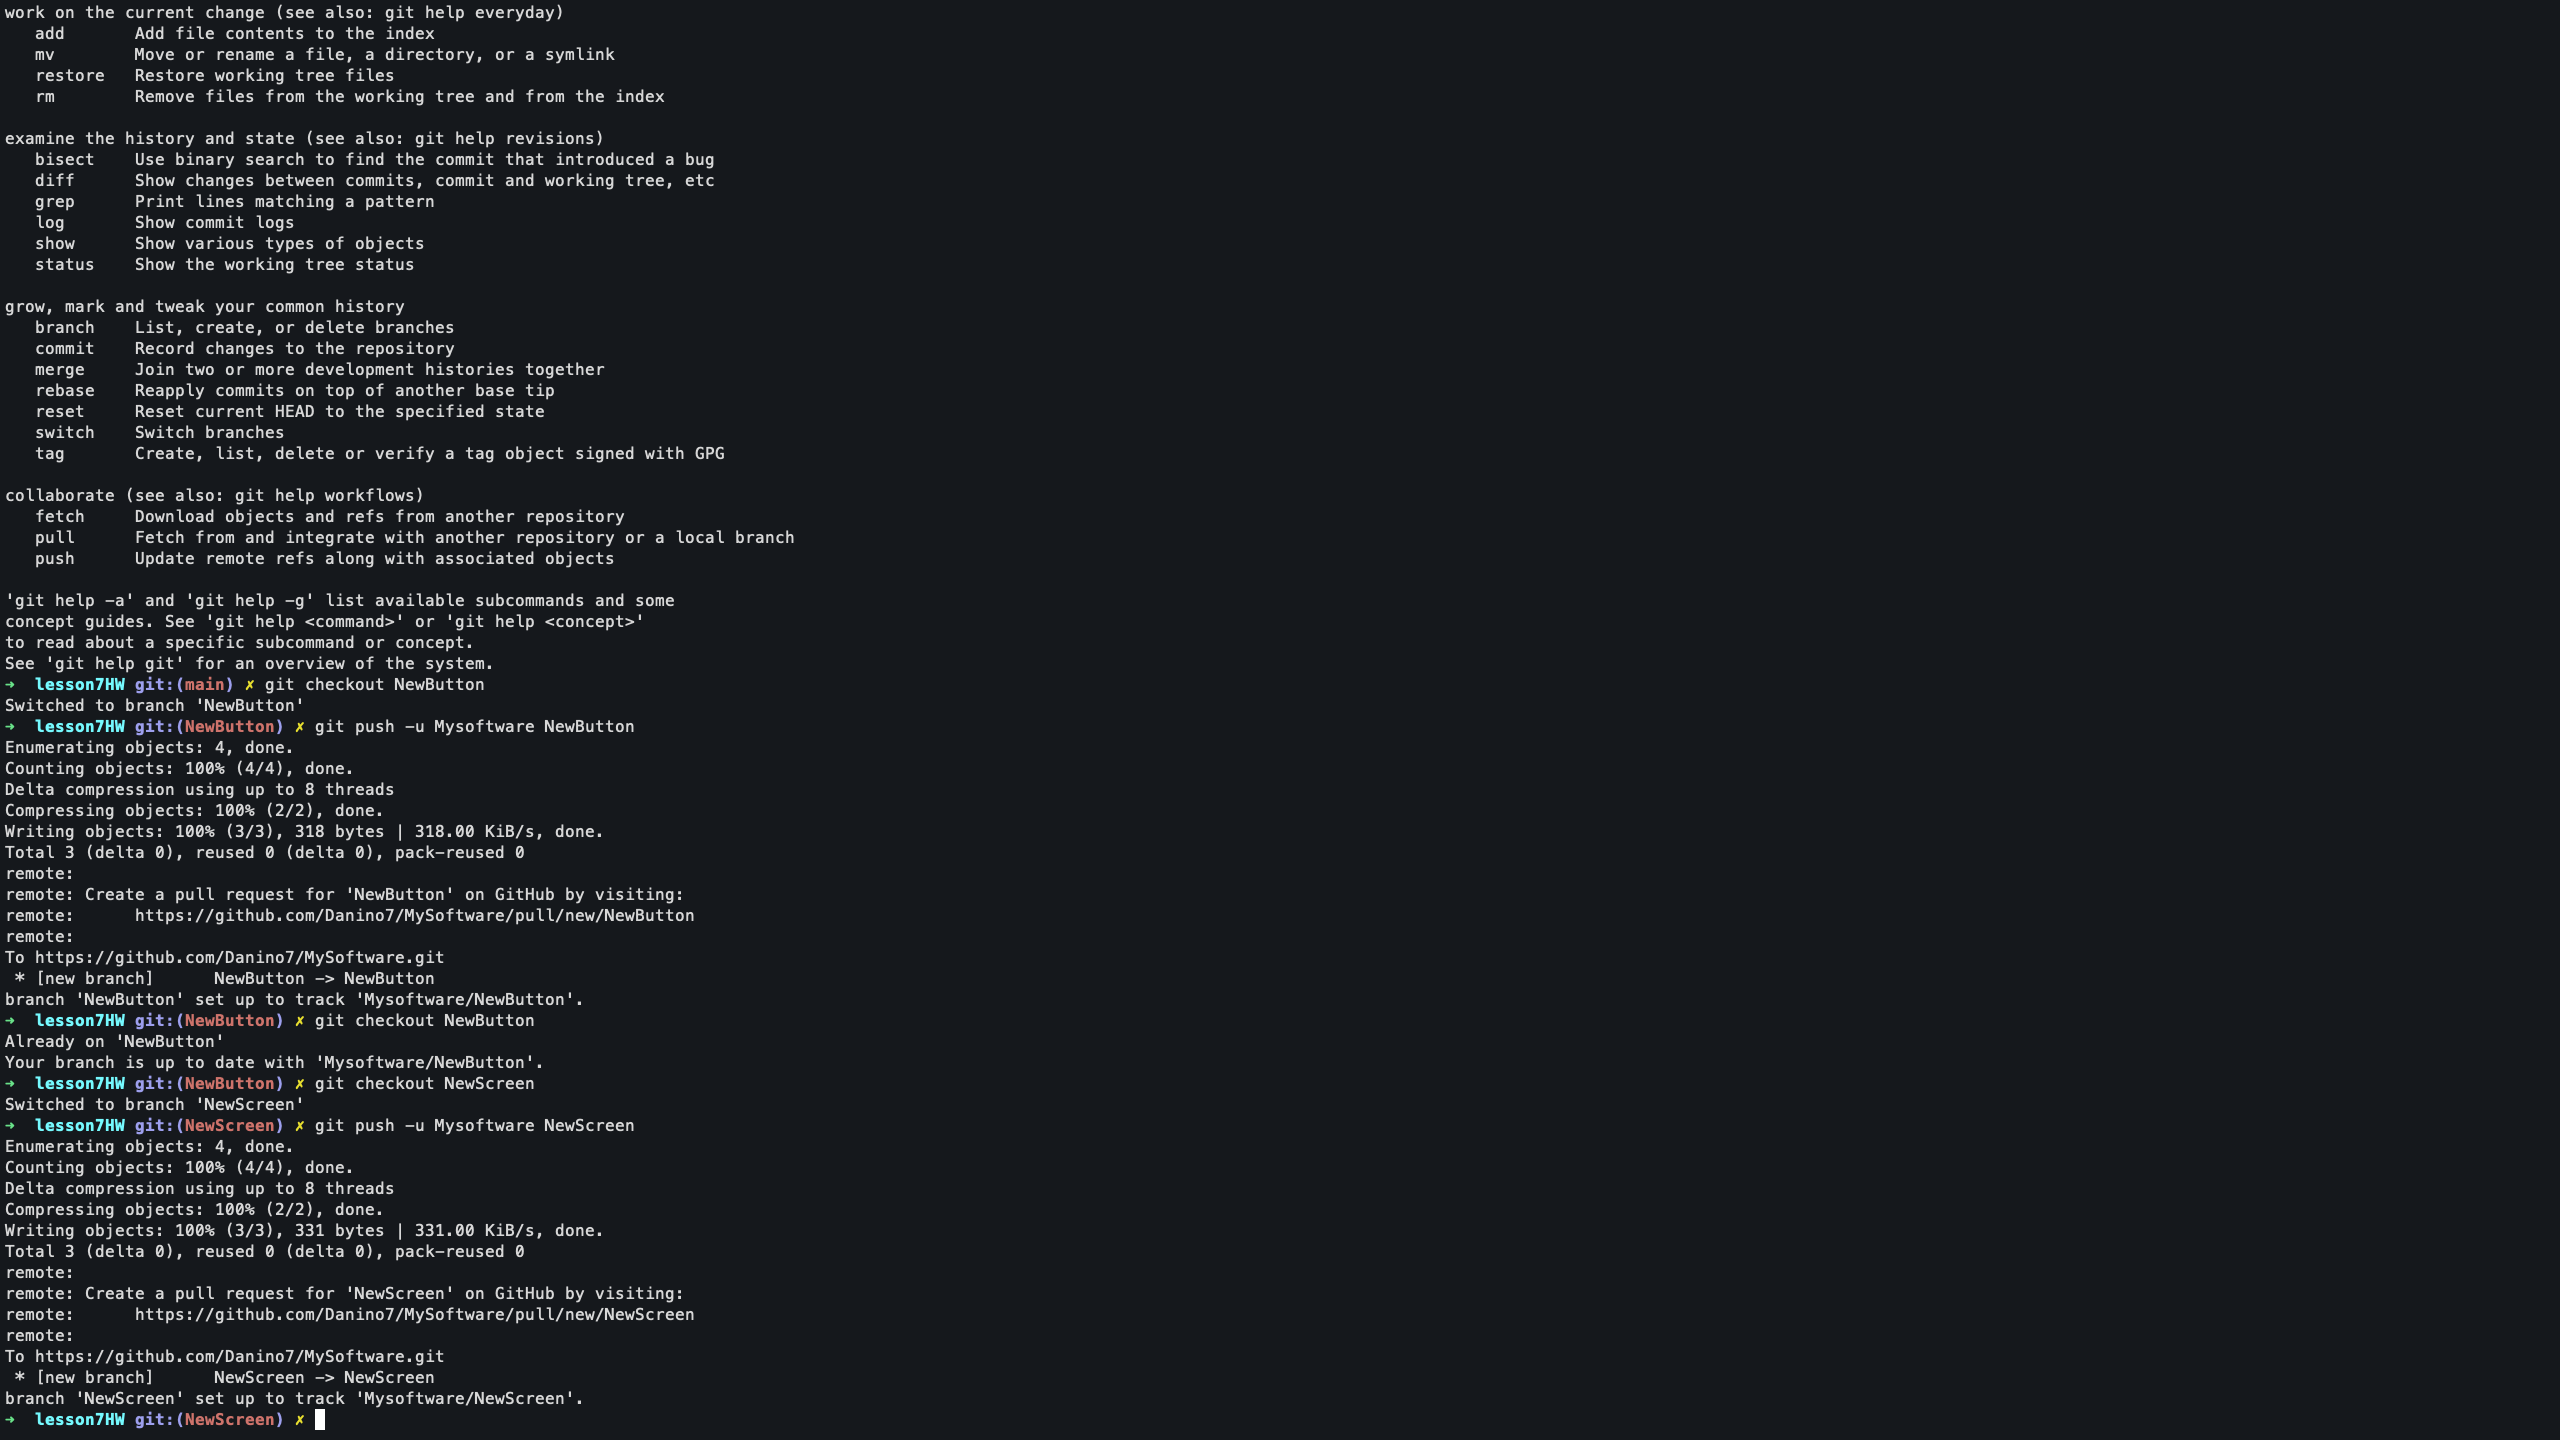 work on the current change (see also: git help everyday)
   add       Add file contents to the index
   mv        Move or rename a file, a directory, or a symlink
   restore   Restore working tree files
   rm        Remove files from the working tree and from the index

examine the history and state (see also: git help revisions)
   bisect    Use binary search to find the commit that introduced a bug
   diff      Show changes between commits, commit and working tree, etc
   grep      Print lines matching a pattern
   log       Show commit logs
   show      Show various types of objects
   status    Show the working tree status

grow, mark and tweak your common history
   branch    List, create, or delete branches
   commit    Record changes to the repository
   merge     Join two or more development histories together
   rebase    Reapply commits on top of another base tip
   reset     Reset current HEAD to the specified state
   switch    Switch branches
   tag       Create, list, delete or verify a tag object signed with GPG

collaborate (see also: git help workflows)
   fetch     Download objects and refs from another repository
   pull      Fetch from and integrate with another repository or a local branch
   push      Update remote refs along with associated objects

'git help -a' and 'git help -g' list available subcommands and some
concept guides. See 'git help <command>' or 'git help <concept>'
to read about a specific subcommand or concept.
See 'git help git' for an overview of the system.
➜  lesson7HW git:(main) ✗ git checkout NewButton
Switched to branch 'NewButton'
➜  lesson7HW git:(NewButton) ✗ git push -u Mysoftware NewButton
Enumerating objects: 4, done.
Counting objects: 100% (4/4), done.
Delta compression using up to 8 threads
Compressing objects: 100% (2/2), done.
Writing objects: 100% (3/3), 318 bytes | 318.00 KiB/s, done.
Total 3 (delta 0), reused 0 (delta 0), pack-reused 0
remote:
remote: Create a pull request for 'NewButton' on GitHub by visiting:
remote:      https://github.com/Danino7/MySoftware/pull/new/NewButton
remote:
To https://github.com/Danino7/MySoftware.git
 * [new branch]      NewButton -> NewButton
branch 'NewButton' set up to track 'Mysoftware/NewButton'.
➜  lesson7HW git:(NewButton) ✗ git checkout NewButton
Already on 'NewButton'
Your branch is up to date with 'Mysoftware/NewButton'.
➜  lesson7HW git:(NewButton) ✗ git checkout NewScreen
Switched to branch 'NewScreen'
➜  lesson7HW git:(NewScreen) ✗ git push -u Mysoftware NewScreen
Enumerating objects: 4, done.
Counting objects: 100% (4/4), done.
Delta compression using up to 8 threads
Compressing objects: 100% (2/2), done.
Writing objects: 100% (3/3), 331 bytes | 331.00 KiB/s, done.
Total 3 (delta 0), reused 0 (delta 0), pack-reused 0
remote:
remote: Create a pull request for 'NewScreen' on GitHub by visiting:
remote:      https://github.com/Danino7/MySoftware/pull/new/NewScreen
remote:
To https://github.com/Danino7/MySoftware.git
 * [new branch]      NewScreen -> NewScreen
branch 'NewScreen' set up to track 'Mysoftware/NewScreen'.
➜  lesson7HW git:(NewScreen) ✗